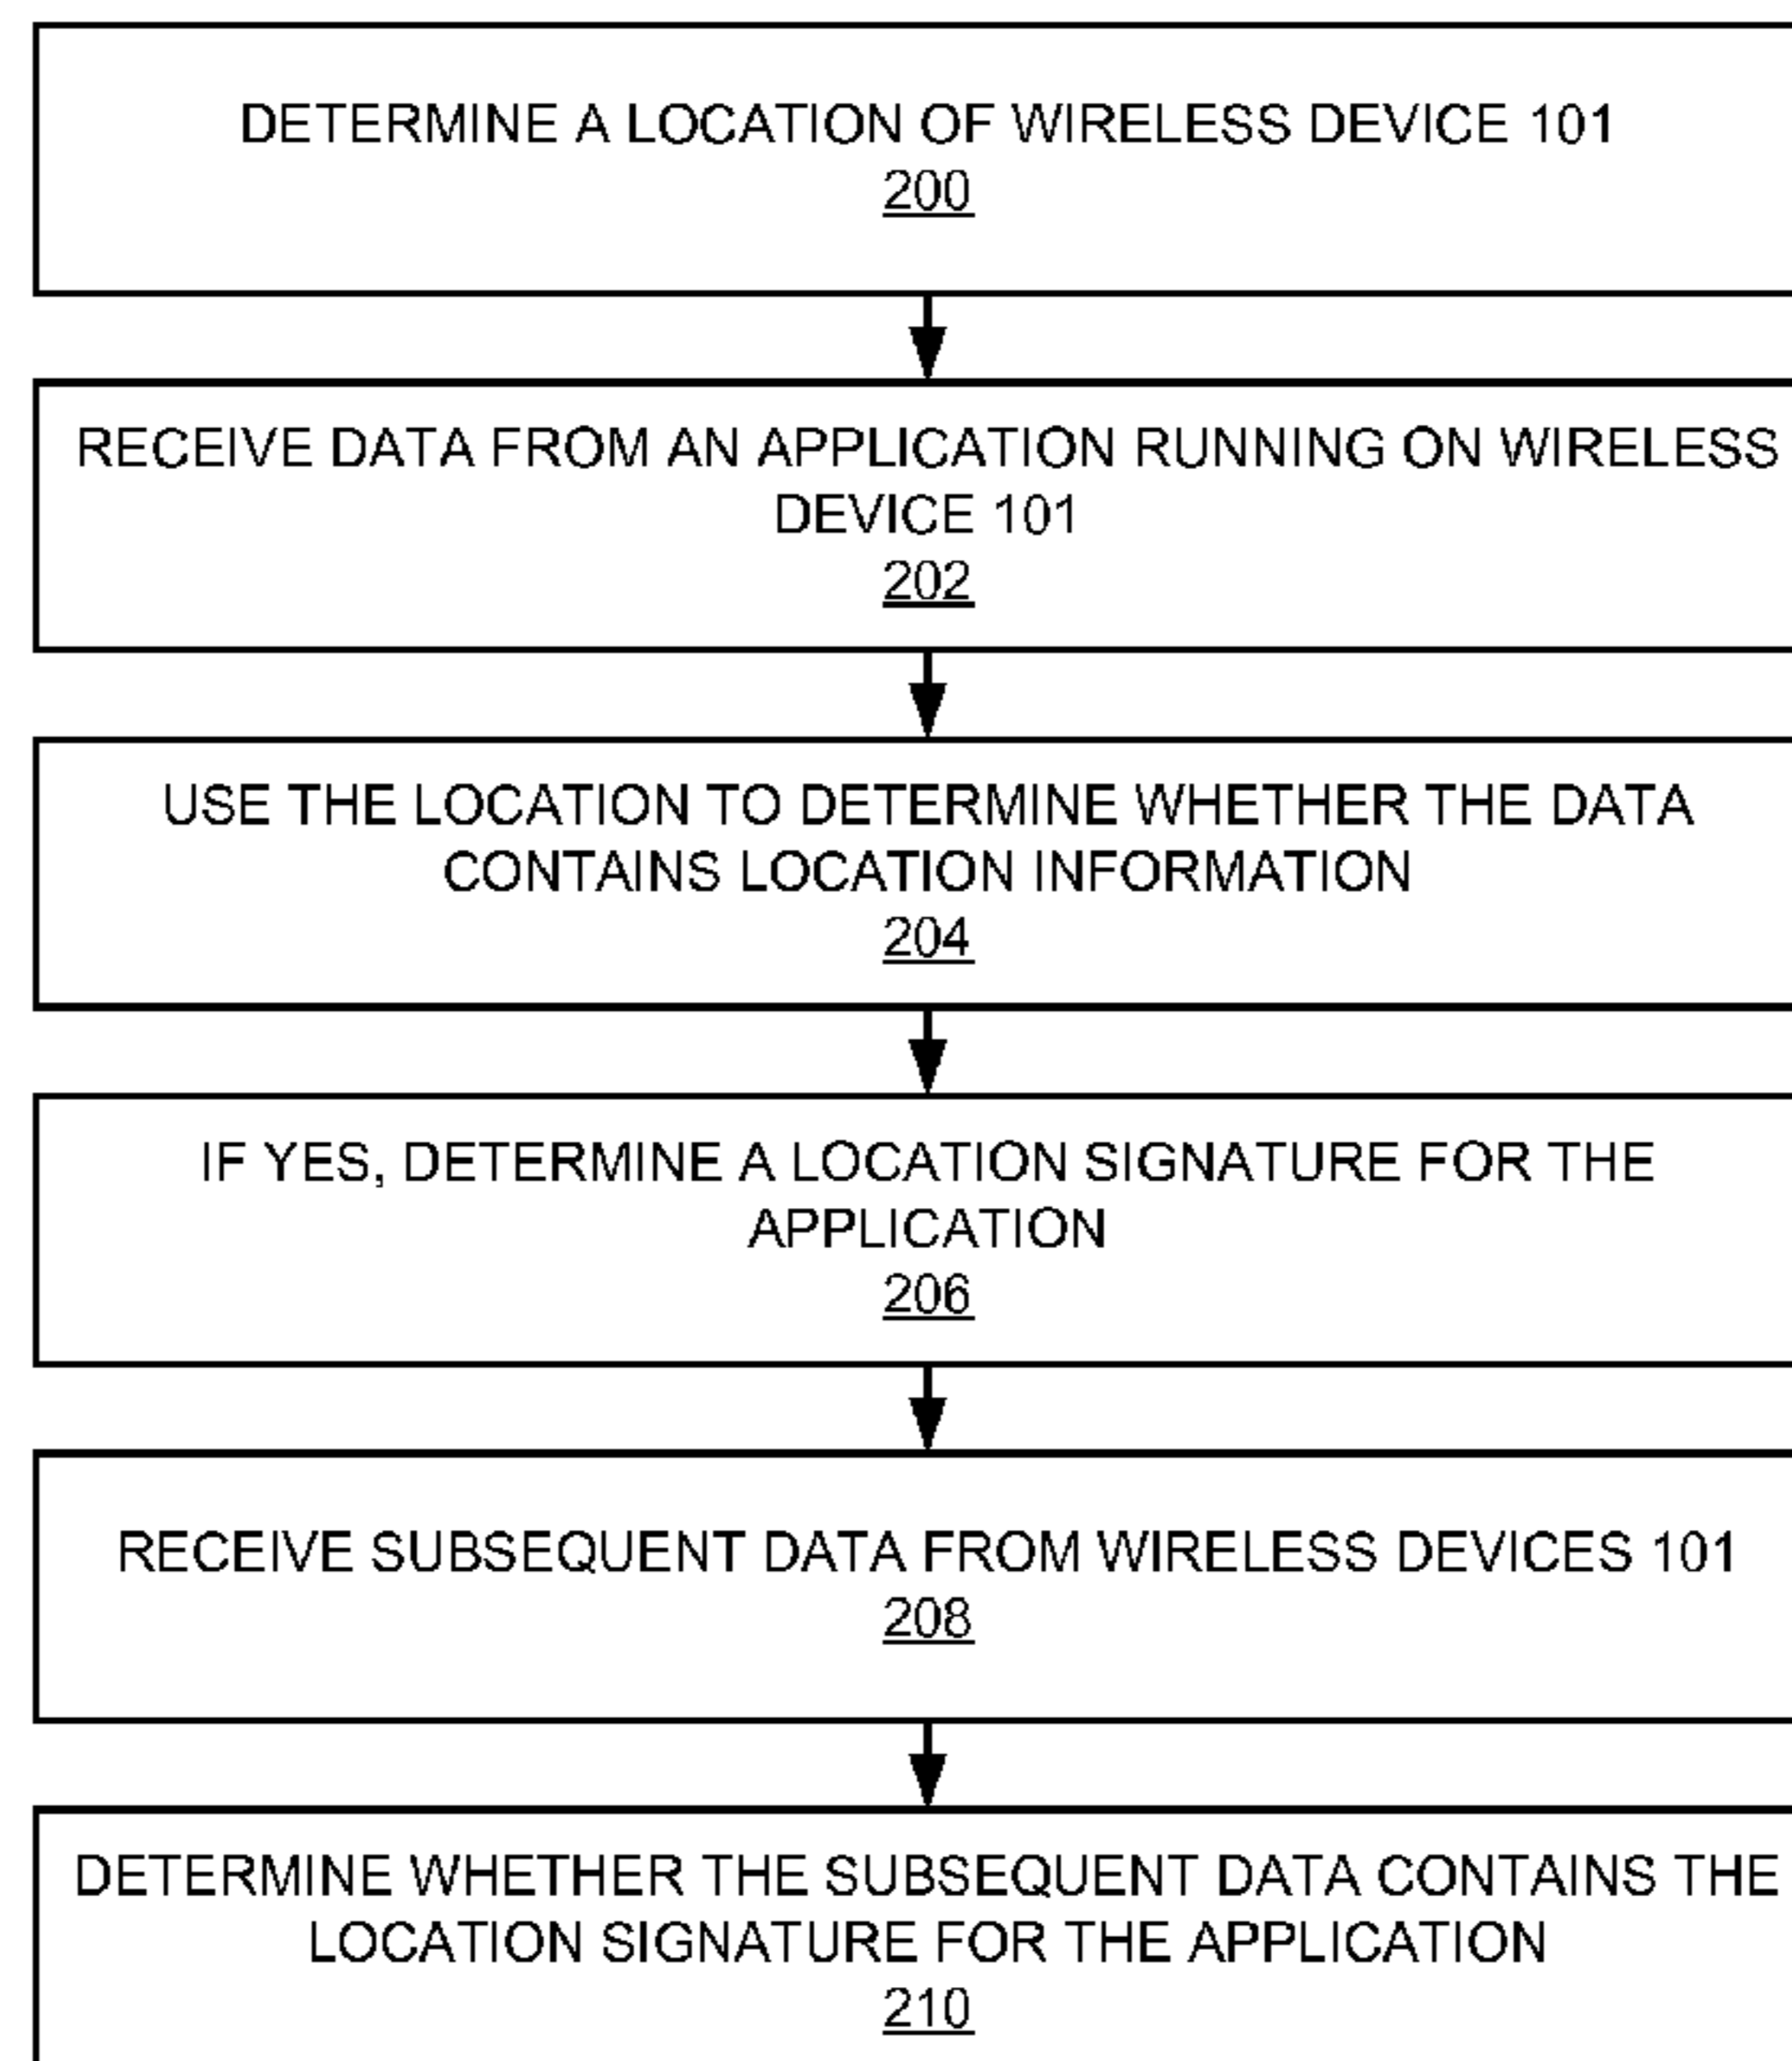 DETERMINE A LOCATION OF WIRELESS DEVICE 101
200
RECEIVE DATA FROM AN APPLICATION RUNNING ON WIRELESS
DEVICE 101
202
USE THE LOCATION TO DETERMINE WHETHER THE DATA
CONTAINS LOCATION INFORMATION
204
IF YES, DETERMINE A LOCATION SIGNATURE FOR THE
APPLICATION
206
RECEIVE SUBSEQUENT DATA FROM WIRELESS DEVICES 101
208
DETERMINE WHETHER THE SUBSEQUENT DATA CONTAINS THE
LOCATION SIGNATURE FOR THE APPLICATION
210